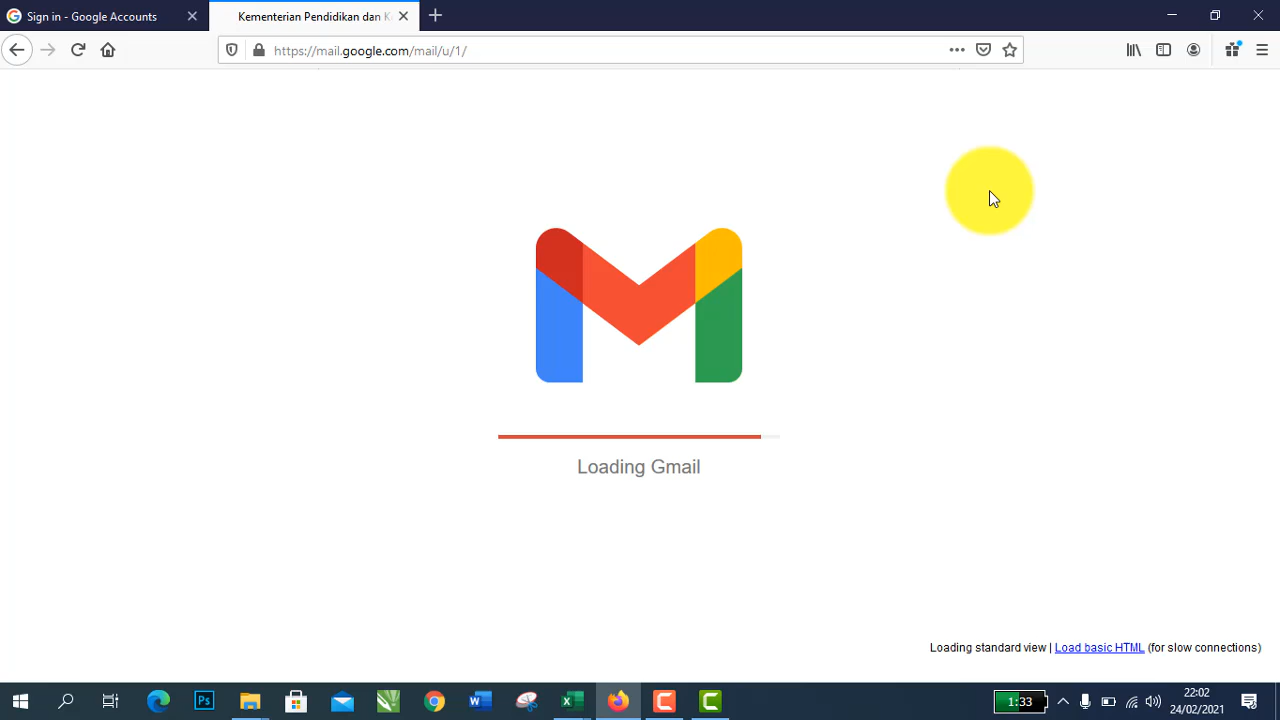 Sign in - Google Accounts
Kementerian Pendidikan dan K
https://mail.google.com/mail/u/1/
Loading Gmail
Loading standard view | Load basic HTML (for slow connections)
Ps
1:33
22:02
24/02/2021